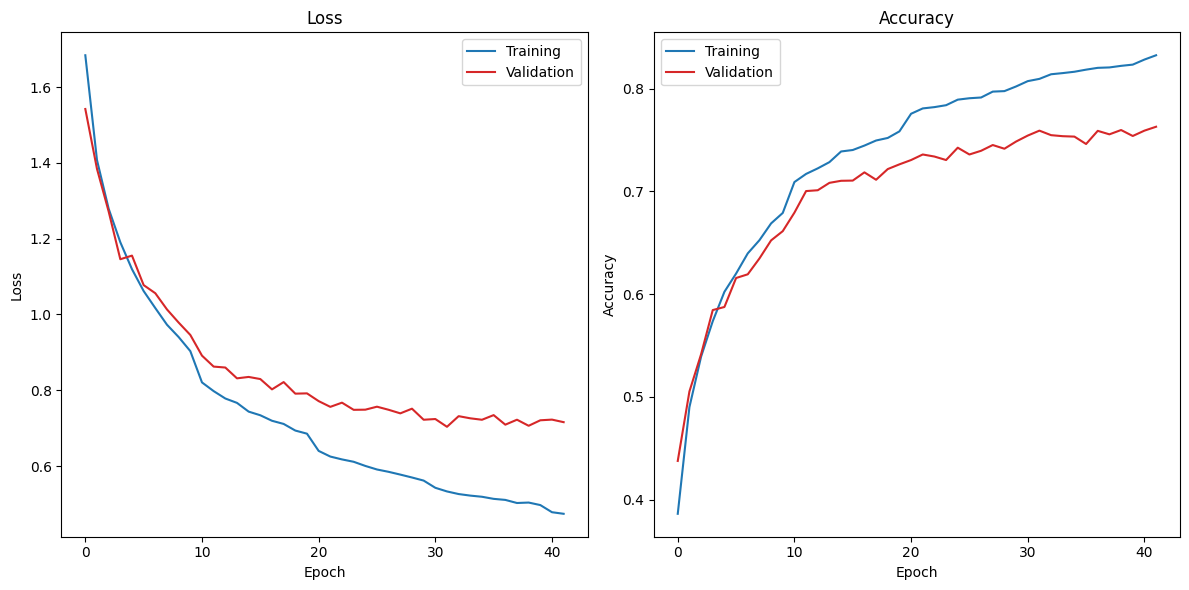 Loss
Training
Validation
1.6
1.4
1.2
1.0
0.8
0.6
Loss
0 10 20 30 40
Epoch
Accuracy
Training
Validation
0.8
0.7
0.6
0.5
0.4
Accuracy
0 10 20 30 40
Epoch